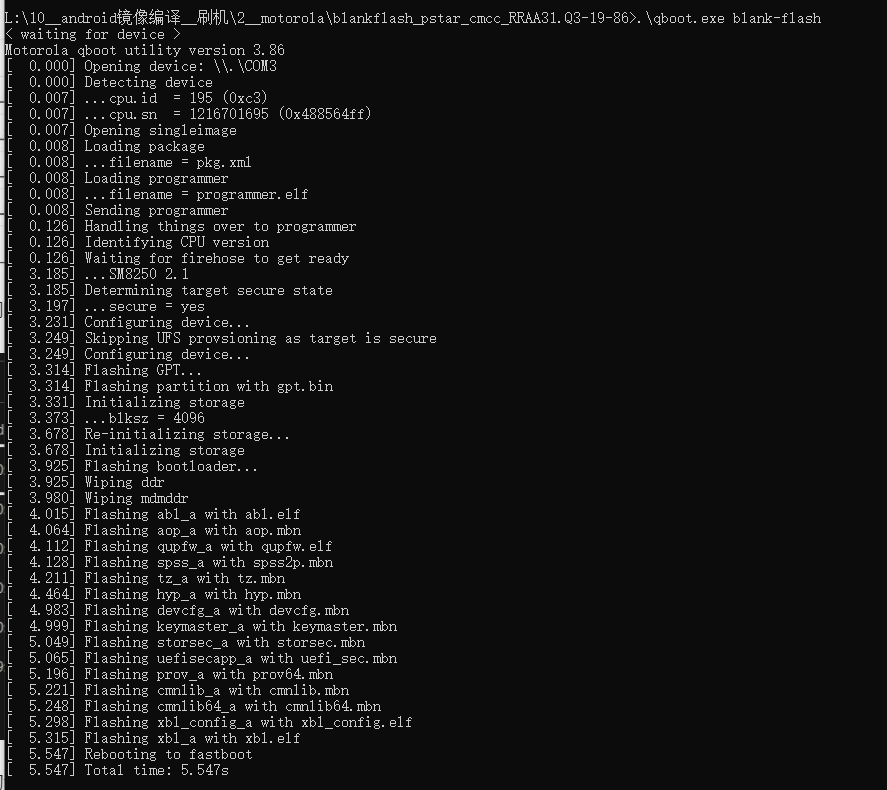 L:\10__android镜像编译__刷机\2__motorola\blankflash_pstar_cmcc_RRAA31.Q3-19-86>.\qboot.exe blank-flash
< waiting for device >
Motorola qboot utility version 3.86
[  0.000] Opening device: \\.\COM3
[  0.000] Detecting device
[  0.007] ...cpu.id  = 195 (0xc3)
[  0.007] ...cpu.sn  = 1216701695 (0x488564ff)
[  0.007] Opening singleimage
[  0.008] Loading package
[  0.008] ...filename = pkg.xml
[  0.008] Loading programmer
[  0.008] ...filename = programmer.elf
[  0.008] Sending programmer
[  0.126] Handling things over to programmer
[  0.126] Identifying CPU version
[  0.126] Waiting for firehose to get ready
[  3.185] ...SM8250 2.1
[  3.185] Determining target secure state
[  3.197] ...secure = yes
[  3.231] Configuring device...
[  3.249] Skipping UFS provsioning as target is secure
[  3.249] Configuring device...
[  3.314] Flashing GPT...
[  3.314] Flashing partition with gpt.bin
[  3.331] Initializing storage
[  3.373] ...blksz = 4096
[  3.678] Re-initializing storage...
[  3.678] Initializing storage
[  3.925] Flashing bootloader...
[  3.925] Wiping ddr
[  3.980] Wiping mdmddr
[  4.015] Flashing abl_a with abl.elf
[  4.064] Flashing aop_a with aop.mbn
[  4.112] Flashing qupfw_a with qupfw.elf
[  4.128] Flashing spss_a with spss2p.mbn
[  4.211] Flashing tz_a with tz.mbn
[  4.464] Flashing hyp_a with hyp.mbn
[  4.983] Flashing devcfg_a with devcfg.mbn
[  4.999] Flashing keymaster_a with keymaster.mbn
[  5.049] Flashing storsec_a with storsec.mbn
[  5.065] Flashing uefisecapp_a with uefi_sec.mbn
[  5.196] Flashing prov_a with prov64.mbn
[  5.221] Flashing cmnlib_a with cmnlib.mbn
[  5.248] Flashing cmnlib64_a with cmnlib64.mbn
[  5.298] Flashing xbl_config_a with xbl_config.elf
[  5.315] Flashing xbl_a with xbl.elf
[  5.547] Rebooting to fastboot
[  5.547] Total time: 5.547s